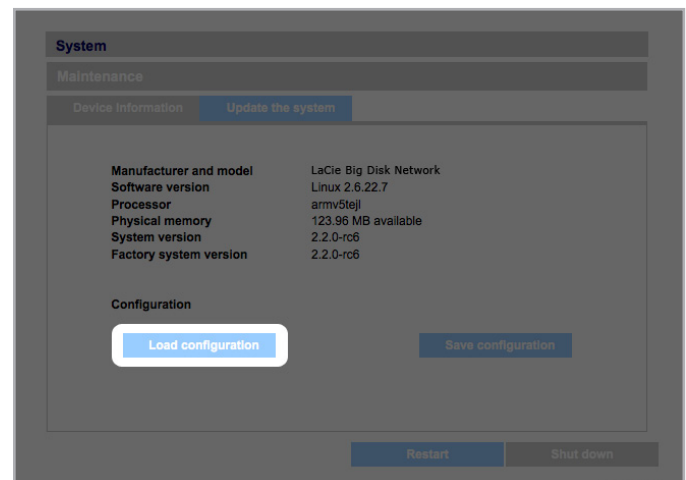 System
Maintenance
Device Information Update the system
Manufacturer and model LaCie Big Disk Network
Software version Linux 2.6.22.7
Processor armv5tejl
Physical memory 123.96 MB available
System version 2.2.0-rc6
Factory system version 2.2.0-rc6
Configuration
Load configuration Save configuration
Restart Shut down